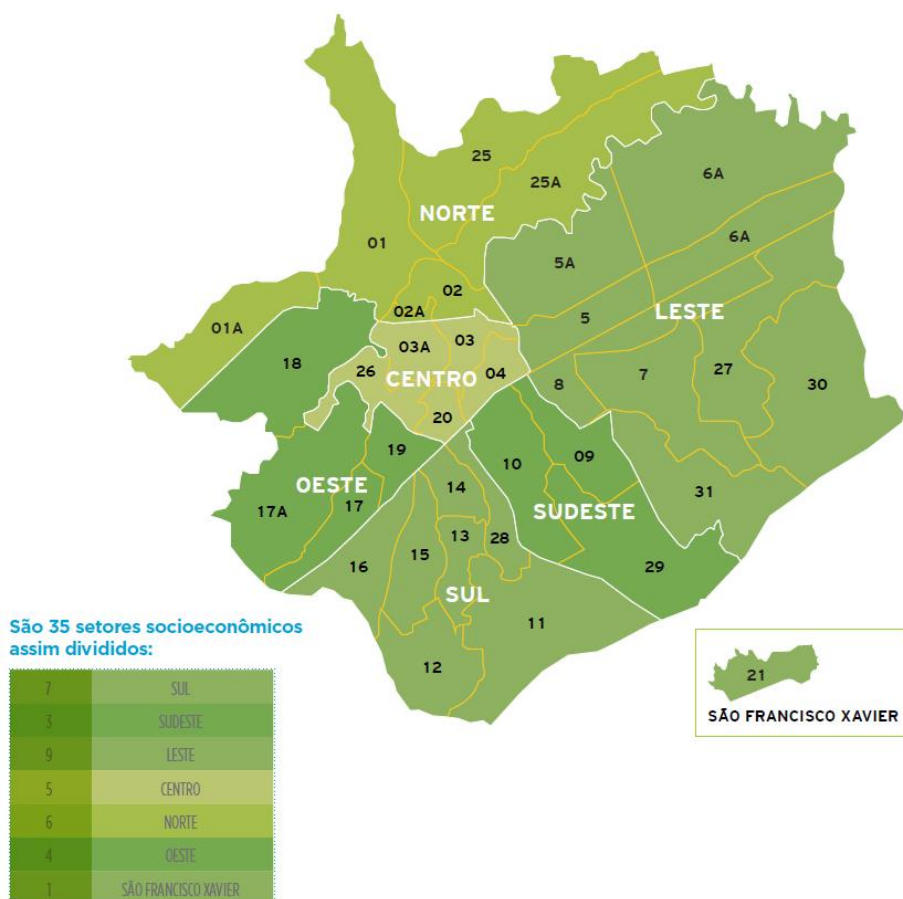 25
6A
25A
NORTE
6A
01
5A
02
02A
LESTE
5
01A
03
03A
18
26
CENTRO
04
8
7
27
30
20
19
10
09
OESTE
14
31
17A
17
SUDESTE
13
28
15
16
29
SUL
11
12
São 35 setores socioeconômicos
assim divididos:
7 SUL
3 SUDESTE
9 LESTE
5 CENTRO
6 NORTE
4 OESTE
1 SÃO FRANCISCO XAVIER
21
SÃO FRANCISCO XAVIER